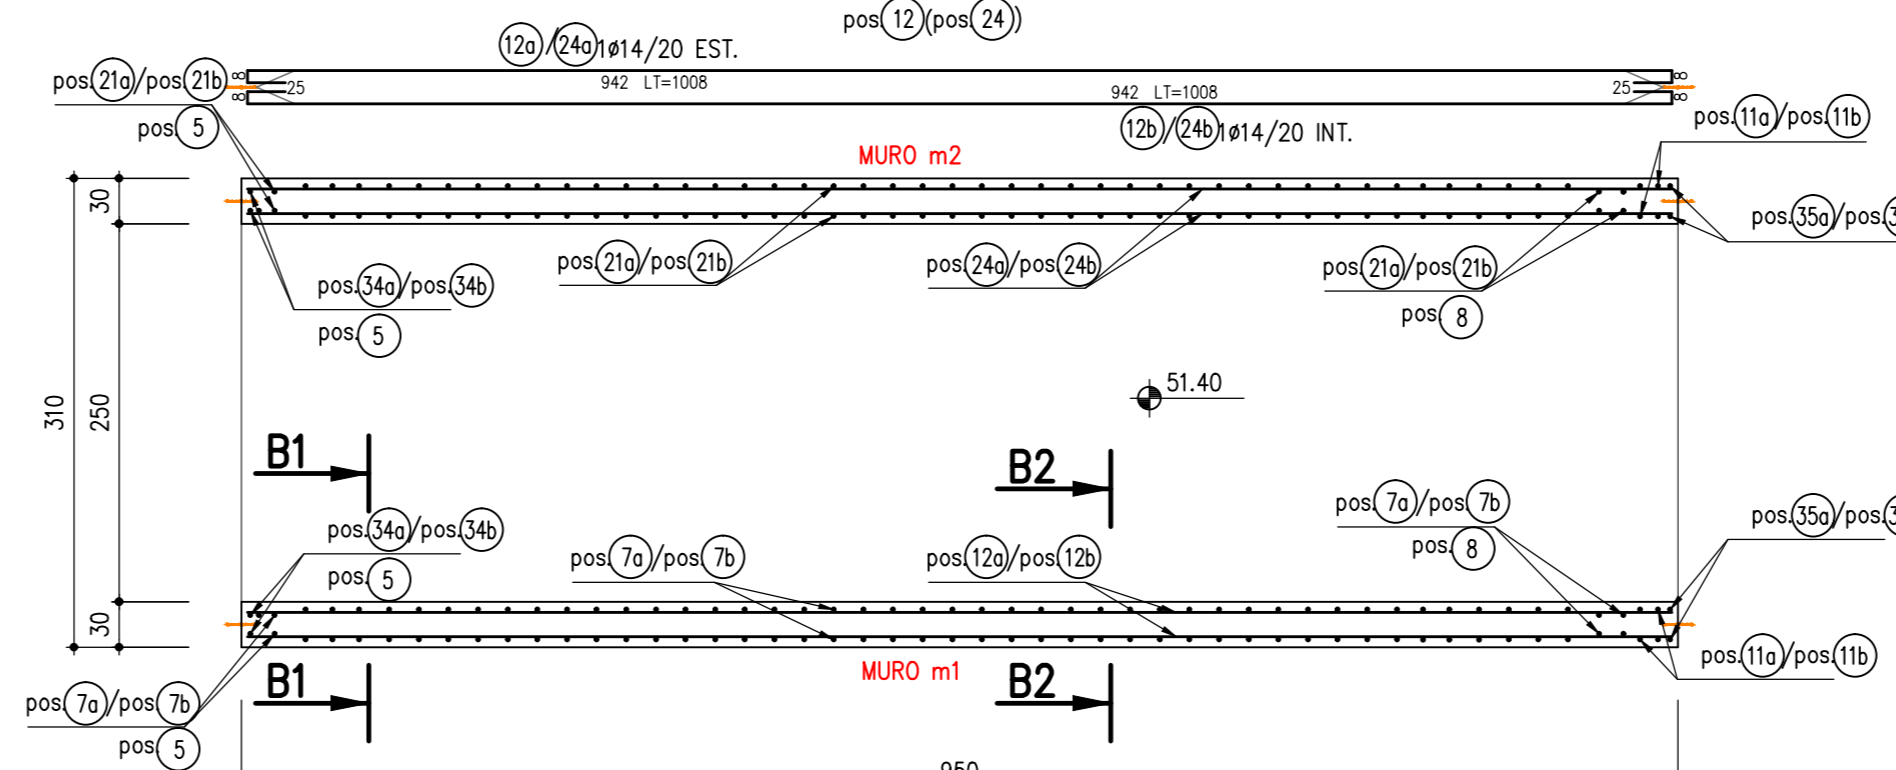 pos.12(pos.24)
12a/24a 1ø14/20 EST.
pos.21a/pos.21b
pos.5
8
8
25
942 LT=1008
942 LT=1008
25
8
8
12b/24b 1ø14/20 INT.
pos.11a/pos.11b
MURO m2
30
pos.35a/pos.
pos.21a/pos.21b
pos.24a/pos.24b
pos.21a/pos.21b
pos.8
pos.34a/pos.34b
pos.5
51.40
310
250
B1
B2
pos.34a/pos.34b
pos.5
pos.7a/pos.7b
pos.12a/pos.12b
pos.7a/pos.7b
pos.8
pos.35a/pos.
30
MURO m1
pos.11a/pos.11b
B1
B2
pos.7a/pos.7b
pos.5
950